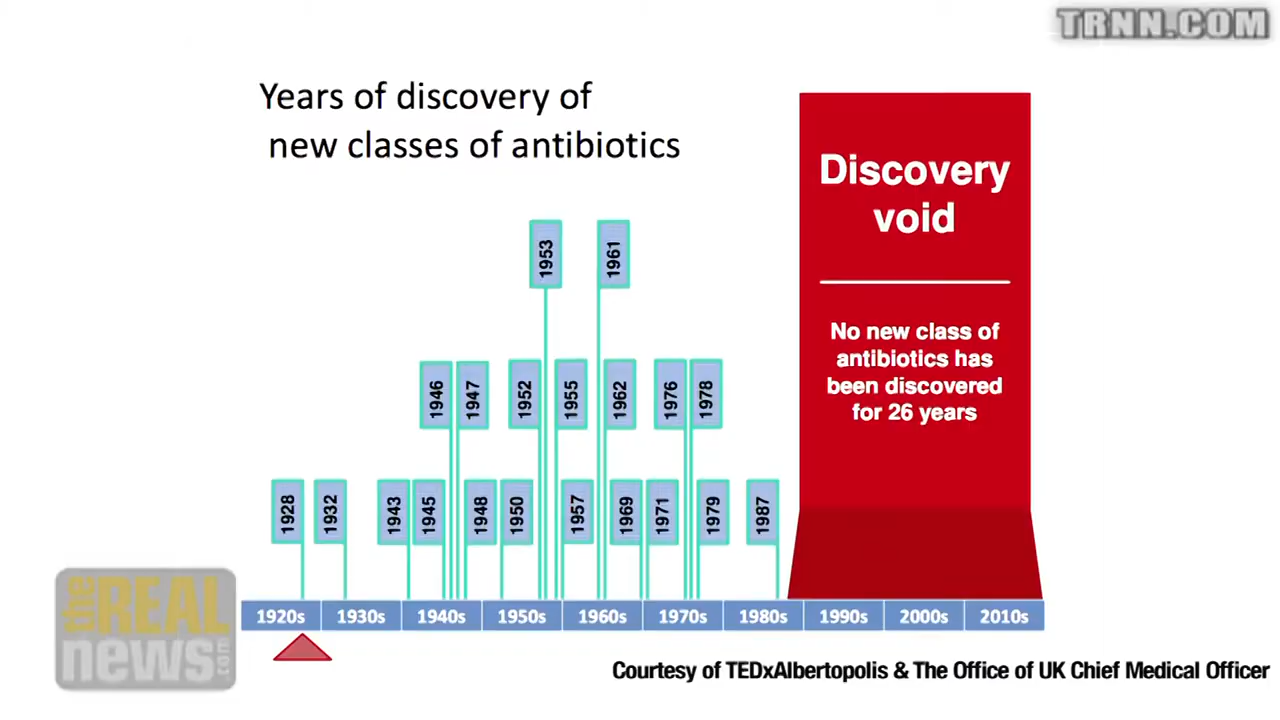 TRNN.COM
Years of discovery of
new classes of antibiotics
Discovery
void
No new class of
antibiotics has
been discovered
for 26 years
1953
1961
1946
1947
1952
1955
1962
1976
1978
1928
1932
1943
1945
1948
1950
1957
1969
1971
1979
1987
1920s 1930s 1940s 1950s 1960s 1970s 1980s 1990s 2000s 2010s
the REAL
news.com
Courtesy of TEDxAlbertopolis & The Office of UK Chief Medical Officer